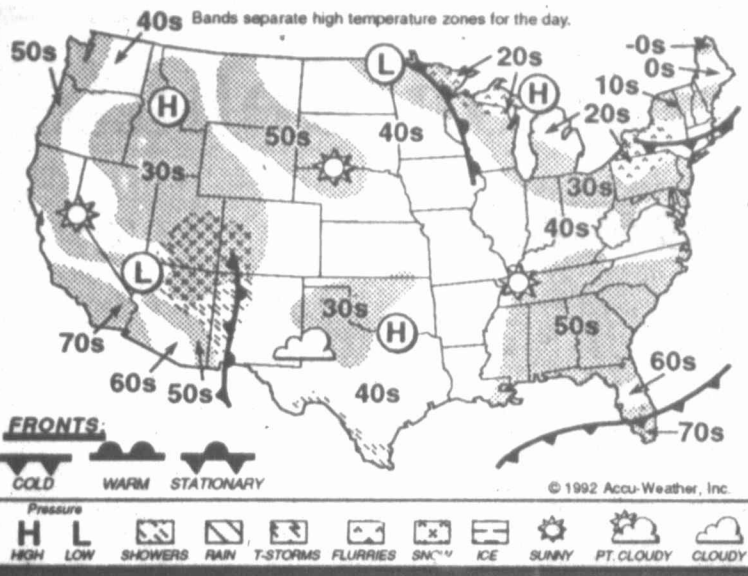 Bands separate high temperature zones for the day.
40s
50s
20s
-0s
0s
10s
20s
L
H
H
50s
40s
30s
30s
40s
L
30s
H
50s
70s
60s
50s
40s
60s
70s
FRONTS:
COLD WARM STATIONARY
© 1992 Accu-Weather, Inc.
Pressure
H L
HIGH LOW SHOWERS RAIN T-STORMS FLURRIES SNOW ICE SUNNY PT. CLOUDY CLOUDY